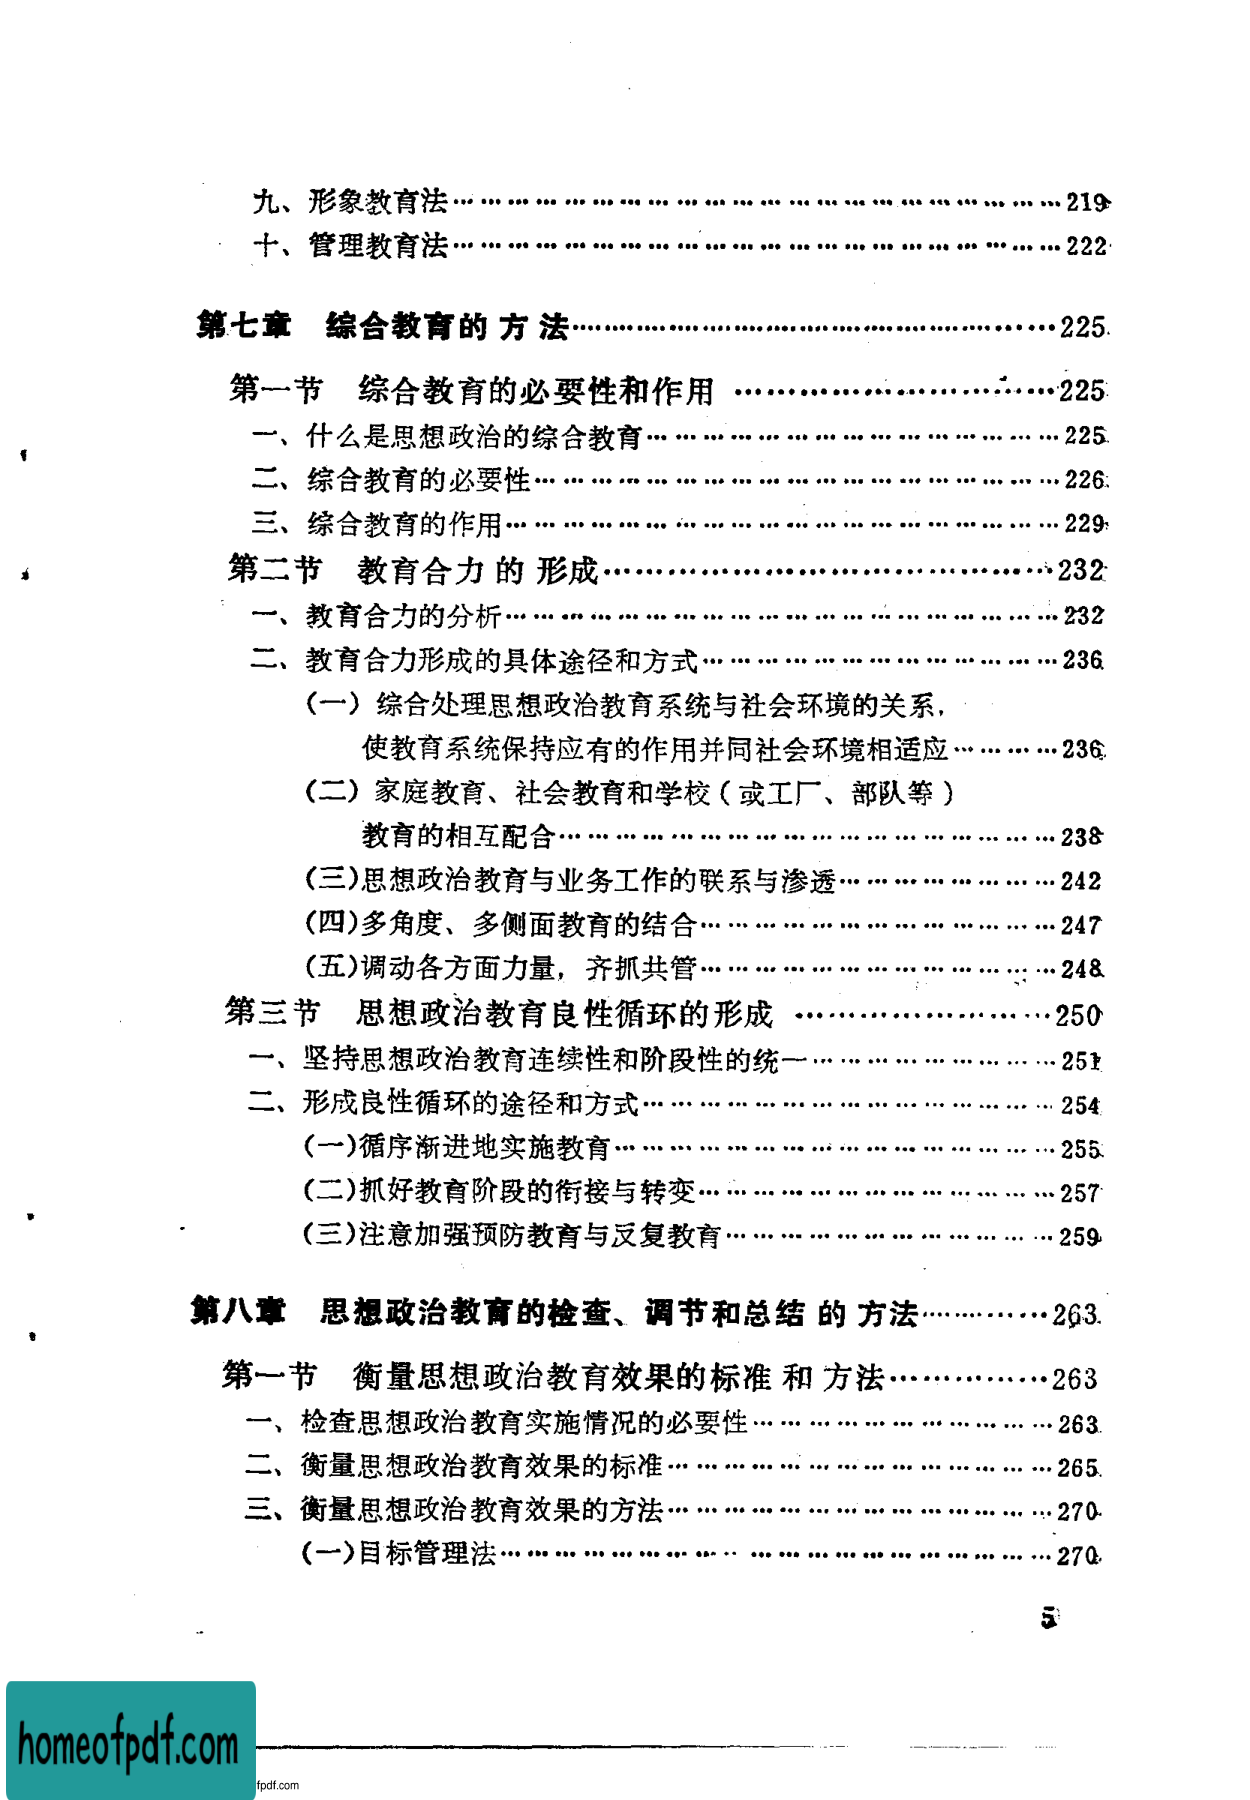 九、形象教育法…………………………………………………………219
十、管理教育法…………………………………………………………222
第七章 综合教育的方法………………………………………………225
第一节 综合教育的必要性和作用 ……………………………225
一、什么是思想政治的综合教育………………………………………225
二、综合教育的必要性…………………………………………………226
三、综合教育的作用……………………………………………………229
第二节 教育合力的形成…………………………………………232
一、教育合力的分析……………………………………………………232
二、教育合力形成的具体途径和方式…………………………………236
(一) 综合处理思想政治教育系统与社会环境的关系，
使教育系统保持应有的作用并同社会环境相适应…………236
(二) 家庭教育、社会教育和学校(或工厂、部队等)
教育的相互配合………………………………………………238
(三)思想政治教育与业务工作的联系与渗透……………………242
(四)多角度、多侧面教育的结合…………………………………247
(五)调动各方面力量，齐抓共管…………………………………248
第三节 思想政治教育良性循环的形成 ………………………250
一、坚持思想政治教育连续性和阶段性的统一………………………251
二、形成良性循环的途径和方式………………………………………254
(一)循序渐进地实施教育…………………………………………255
(二)抓好教育阶段的衔接与转变…………………………………257
(三)注意加强预防教育与反复教育………………………………259
第八章 思想政治教育的检查、调节和总结的方法…………263
第一节 衡量思想政治教育效果的标准和方法……………263
一、检查思想政治教育实施情况的必要性……………………………263
二、衡量思想政治教育效果的标准……………………………………265
三、衡量思想政治教育效果的方法……………………………………270
(一)目标管理法……………………………………………………270
5
homeofpdf.com
fpdf.com